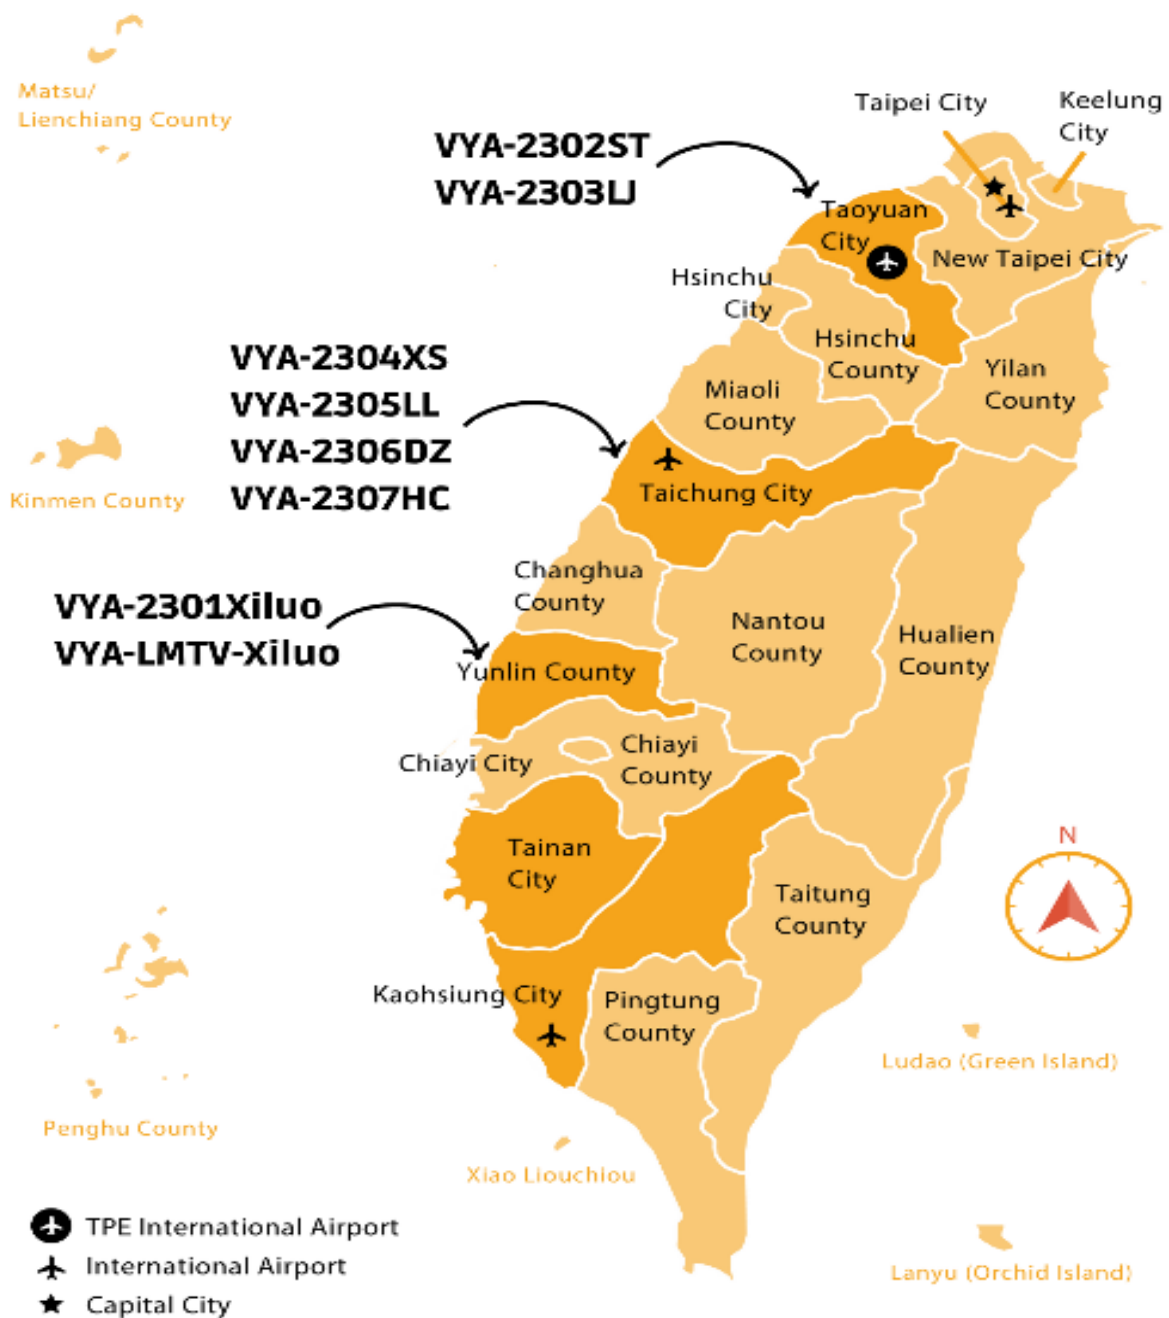 Matsu/
Lienchiang County
Taipei City
Keelung
City
VYA-2302ST
VYA-2303LJ
Taoyuan
City
New Taipei City
Hsinchu
City
Hsinchu
County
Yilan
County
VYA-2304XS
VYA-2305LL
VYA-2306DZ
VYA-2307HC
Miaoli
County
Kinmen County
Taichung City
Changhua
County
VYA-2301Xiluo
VYA-LMTV-Xiluo
Nantou
County
Hualien
County
Yunlin County
Chiayi City
Chiayi
County
Tainan
City
Taitung
County
N
Kaohsiung City
Pingtung
County
Ludao (Green Island)
Penghu County
Xiao Liouchiou
Lanyu (Orchid Island)
TPE International Airport
International Airport
Capital City